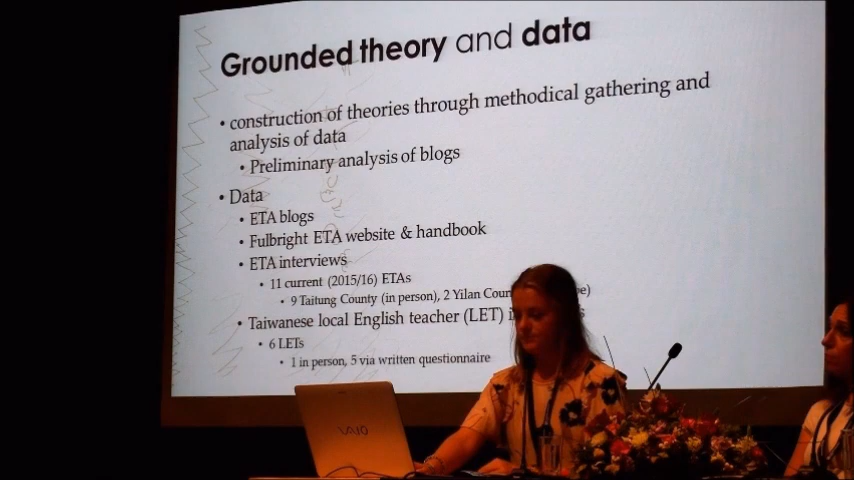 Grounded theory and data
• construction of theories through methodical gathering and
analysis of data
• Preliminary analysis of blogs
• Data
• ETA blogs
• Fulbright ETA website & handbook
• ETA interviews
• 11 current (2015/16) ETAs
• 9 Taitung County (in person), 2 Yilan
• Taiwanese local English teacher (LET)
• 6 LETs
• 1 in person, 5 via written questionnaire
VAIO